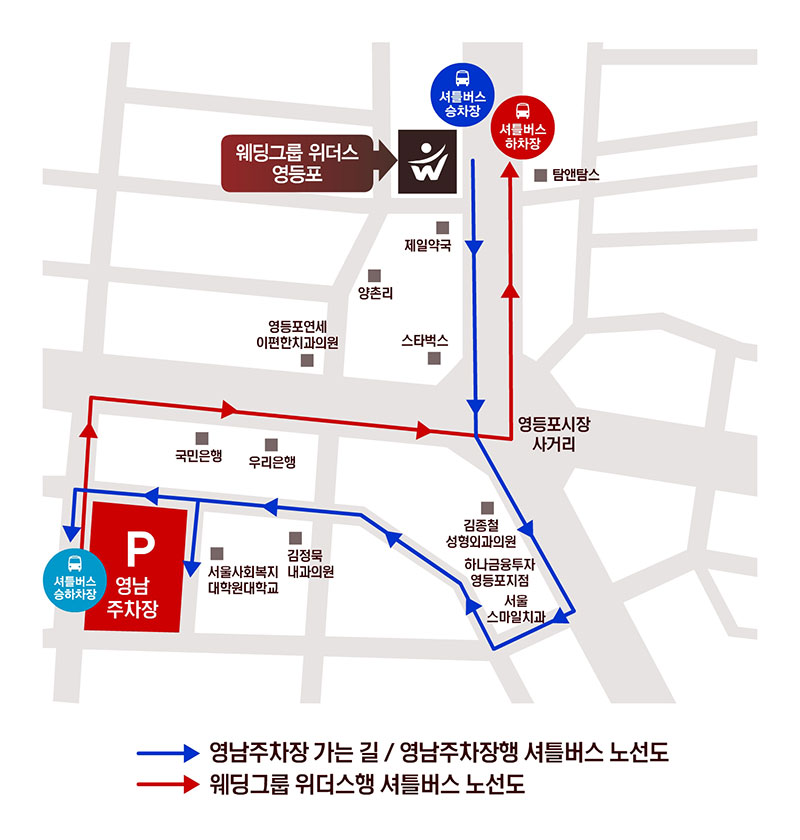 셔틀버스
승차장
셔틀버스
하차장
웨딩그룹 위더스
영등포
W
탐앤탐스
제일약국
양촌리
영등포연세
이편한치과의원
스타벅스
영등포시장
사거리
국민은행
우리은행
김종철
성형외과의원
P
영남
주차장
서울사회복지
대학원대학교
김정묵
내과의원
하나금융투자
영등포지점
셔틀버스
승하차장
서울
스마일치과
영남주차장 가는 길 / 영남주차장행 셔틀버스 노선도
웨딩그룹 위더스행 셔틀버스 노선도